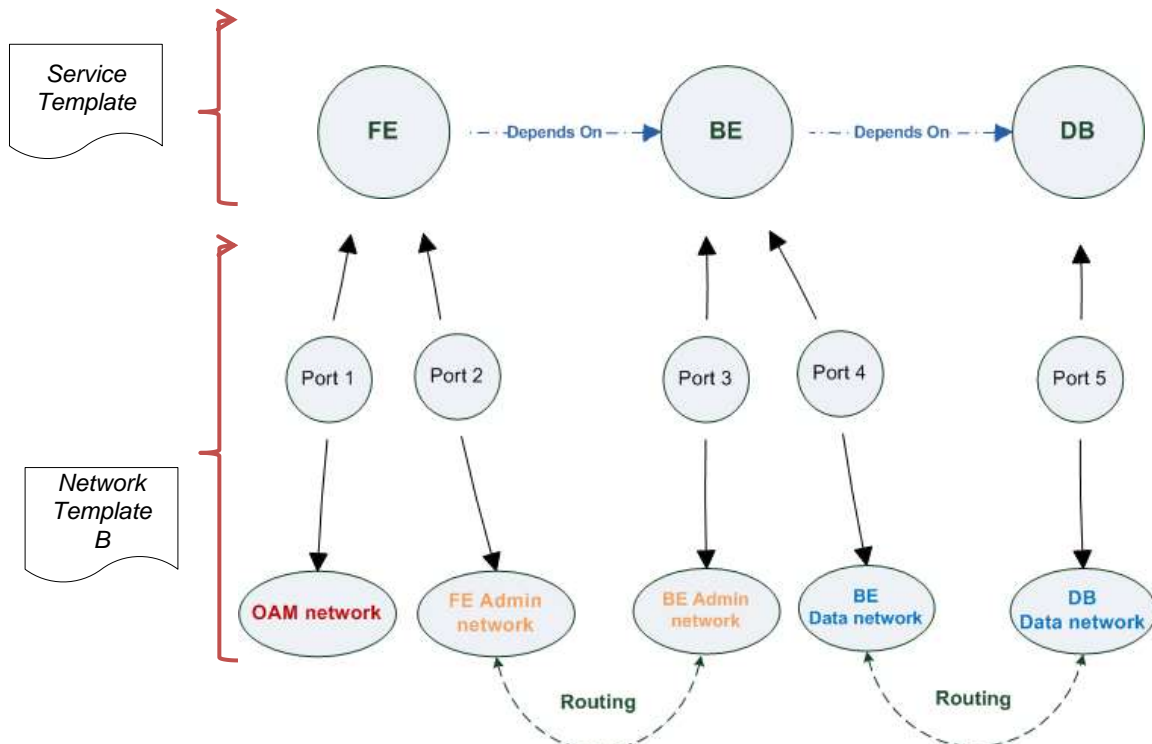 Service
Template
FE
Depends On
BE
Depends On
DB
Port 1
Port 2
Port 3
Port 4
Port 5
Network
Template
B
OAM network
FE Admin
network
BE Admin
network
BE
Data network
DB
Data network
Routing
Routing